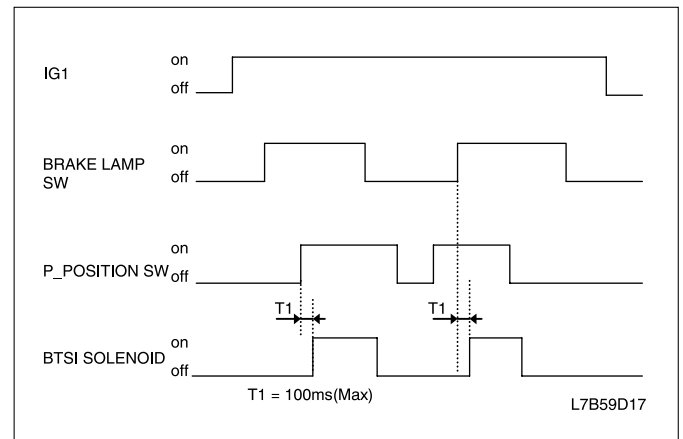 IG1
on
off
BRAKE LAMP
SW
on
off
P_POSITION SW
on
off
T1
T1
BTSI SOLENOID
on
off
T1 = 100ms(Max)
L7B59D17